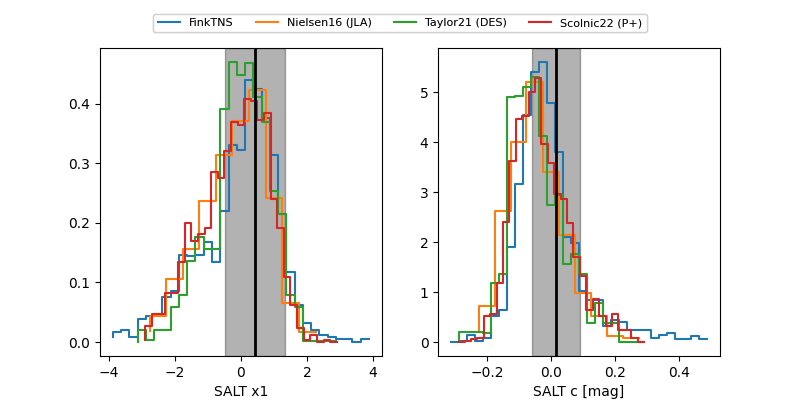 FinkTNS Nielsen16 (JLA) Taylor21 (DES) Scolnic22 (P+)
0.4
0.3
0.2
0.1
0.0
−4 −2 0 2 4
SALT x1
5
4
3
2
1
0
−0.2 0.0 0.2 0.4
SALT c [mag]